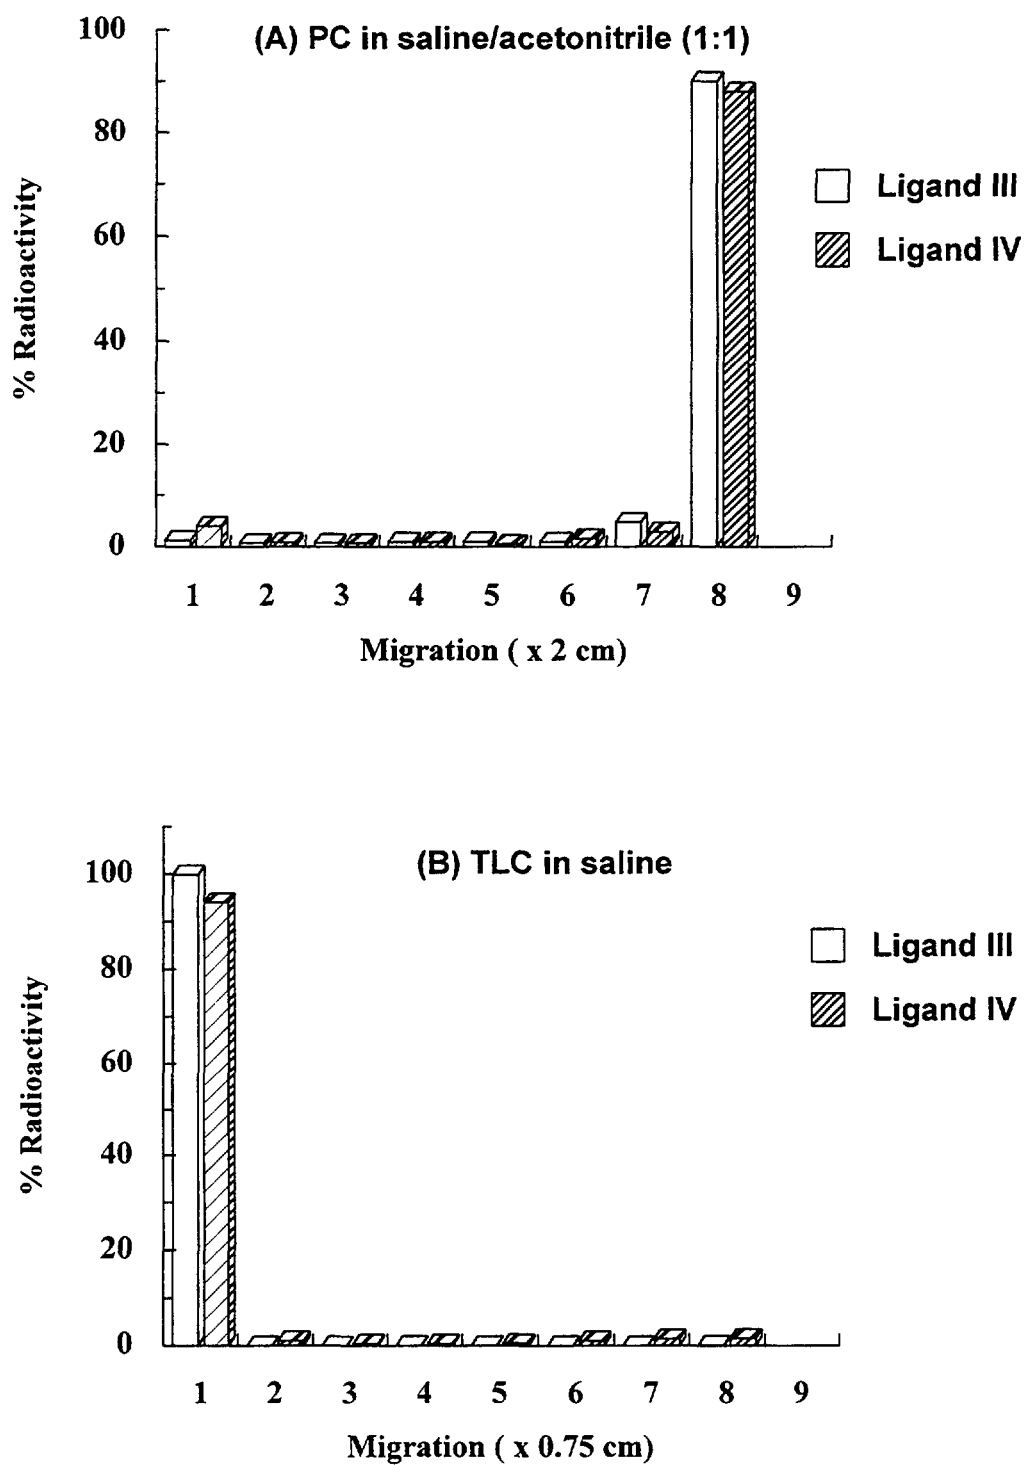 (A) PC in saline/acetonitrile (1:1)
100
80
60
40
20
0
% Radioactivity
1 2 3 4 5 6 7 8 9
Migration ( x 2 cm)
Ligand III
Ligand IV
(B) TLC in saline
100
80
60
40
20
0
% Radioactivity
1 2 3 4 5 6 7 8 9
Migration ( x 0.75 cm)
Ligand III
Ligand IV